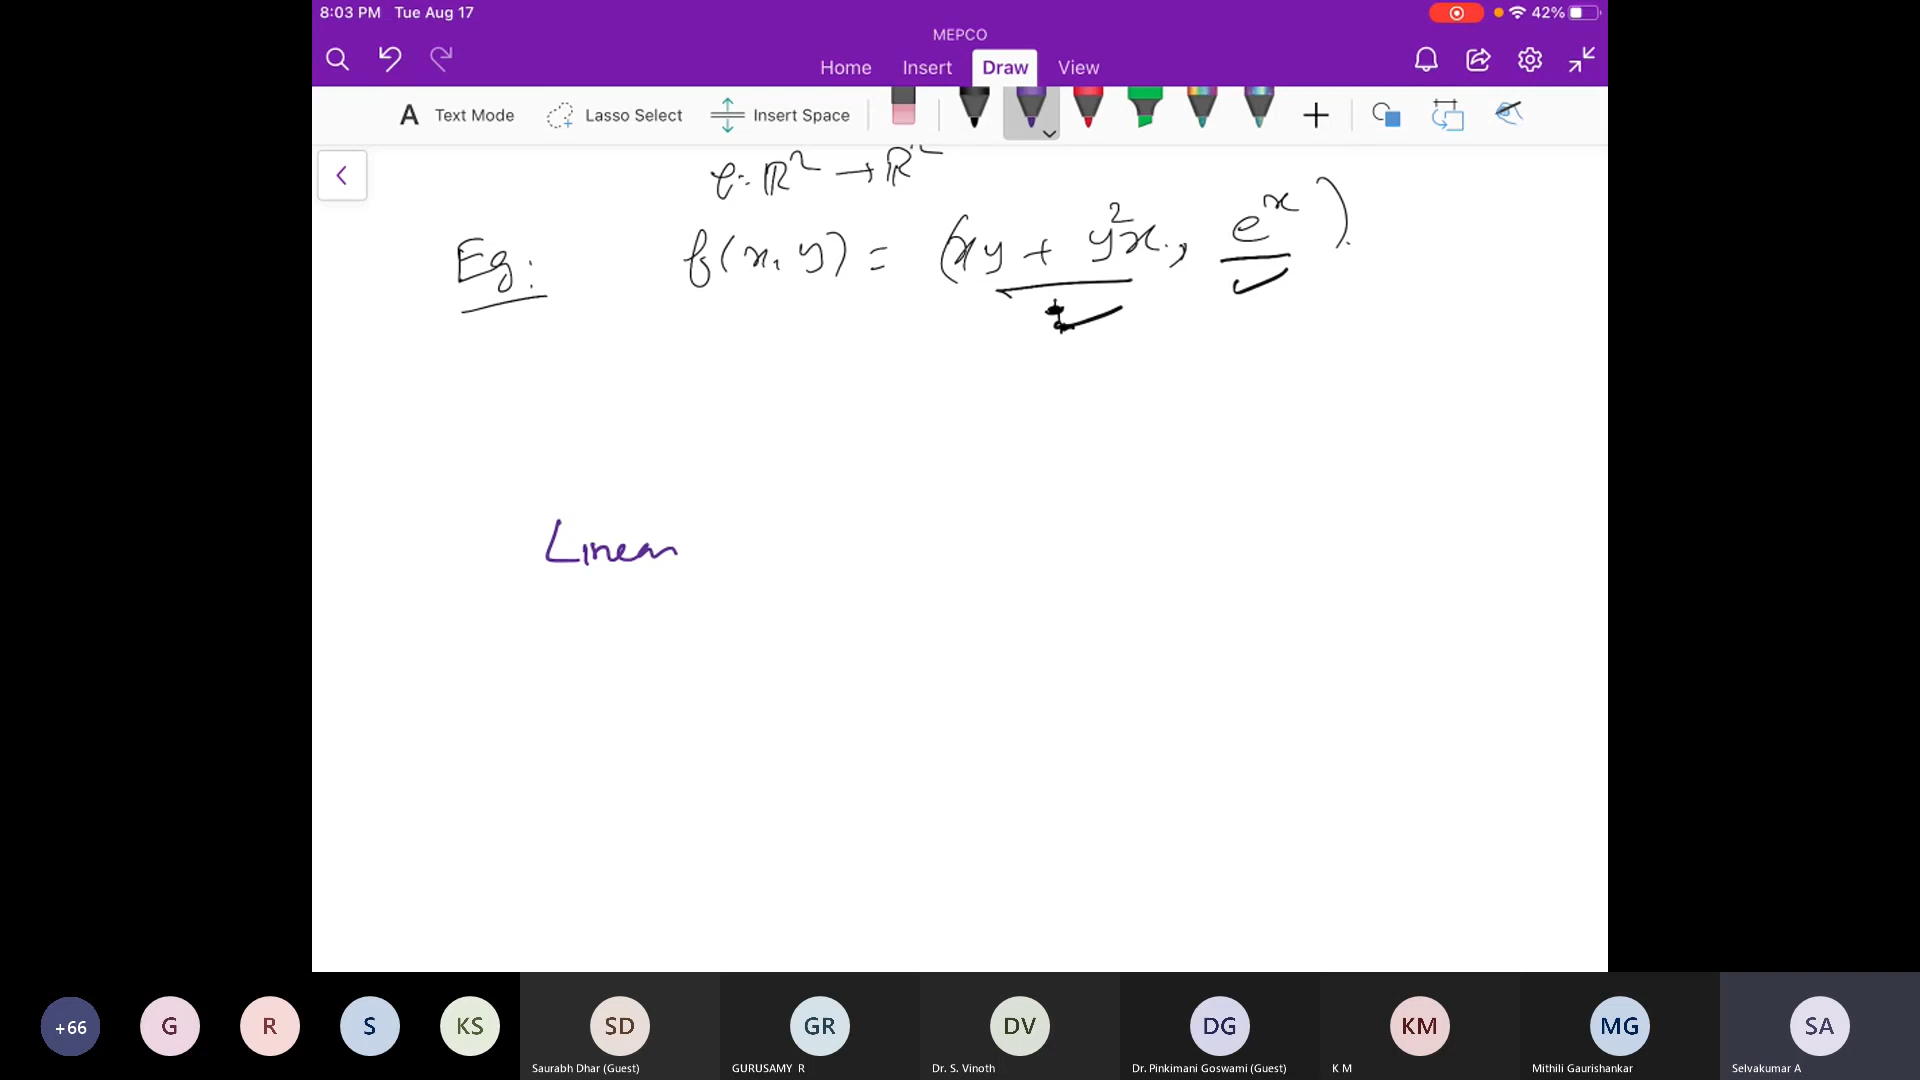 8:03 PM Tue Aug 17
42%
MEPCO
Home Insert Draw View
A Text Mode Lasso Select Insert Space
f: ℝ² → ℝ²
Eg: f(x, y) = (xy + y²x, eˣ).
Linear
+66 G R S KS SD GR DV DG KM MG SA
Saurabh Dhar (Guest) GURUSAMY R Dr. S. Vinoth Dr. Pinkimani Goswami (Guest) K M Mithili Gaurishankar Selvakumar A